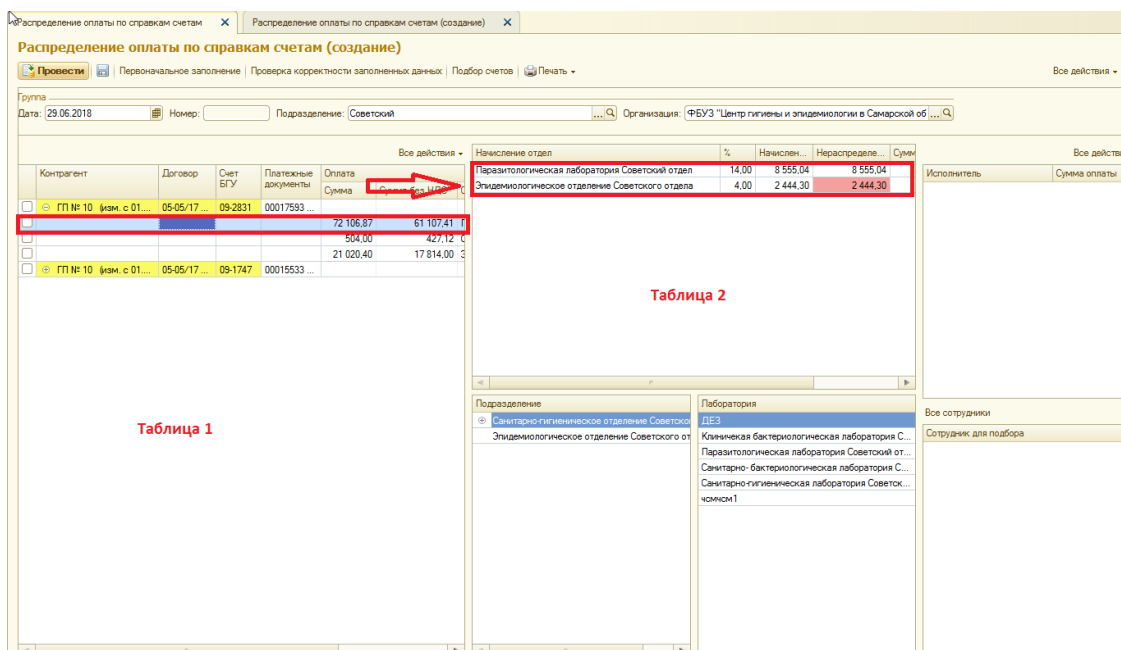 Распределение оплаты по справкам счетам X Распределение оплаты по справкам счетам (создание) X
Распределение оплаты по справкам счетам (создание)
Провести Первоначальное заполнение Проверка корректности заполненных данных Подбор счетов Печать Все действия
Группа
Дата: 29.06.2018 Номер: Подразделение: Советский ... Организация: ФБУЗ "Центр гигиены и эпидемиологии в Самарской об ...
Все действия
Контрагент Договор Счет БГУ Платежные документы Оплата
Сумма Сумма без НДС
ГП № 10 (изм. с 01.... 05-05/17 ... 09-2831 00017593 ...
72 106,87 61 107,41
504,00 427,12
21 020,40 17 814,00
ГП № 10 (изм. с 01.... 05-05/17 ... 09-1747 00015533 ...
Таблица 1
Начисление отдел % Начислен... Нераспределе... Сумм
Паразитологическая лаборатория Советский отдел 14,00 8 555,04 8 555,04
Эпидемиологическое отделение Советского отдела 4,00 2 444,30 2 444,30
Таблица 2
Подразделение
Санитарно-гигиеническое отделение Советско
Эпидемиологическое отделение Советского от
Лаборатория
ДЕЗ
Клиничекая бактериологическая лаборатория С...
Паразитологическая лаборатория Советский от...
Санитарно- бактериологическая лаборатория С...
Санитарно-гигиеническая лаборатория Советск...
чсмчсм1
Все действи
Исполнитель Сумма оплаты
Все сотрудники
Сотрудник для подбора